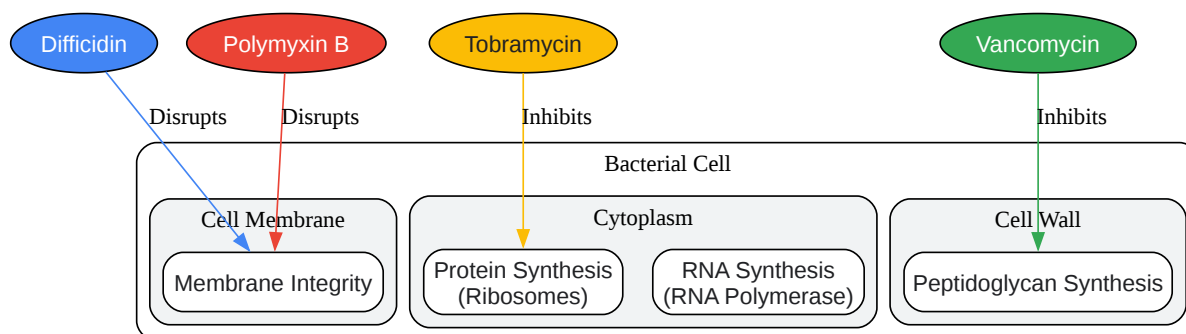 Difficidin
Polymyxin B
Tobramycin
Vancomycin
Disrupts
Disrupts
Inhibits
Inhibits
Bacterial Cell
Cell Membrane
Cytoplasm
Cell Wall
Membrane Integrity
Protein Synthesis
(Ribosomes)
RNA Synthesis
(RNA Polymerase)
Peptidoglycan Synthesis